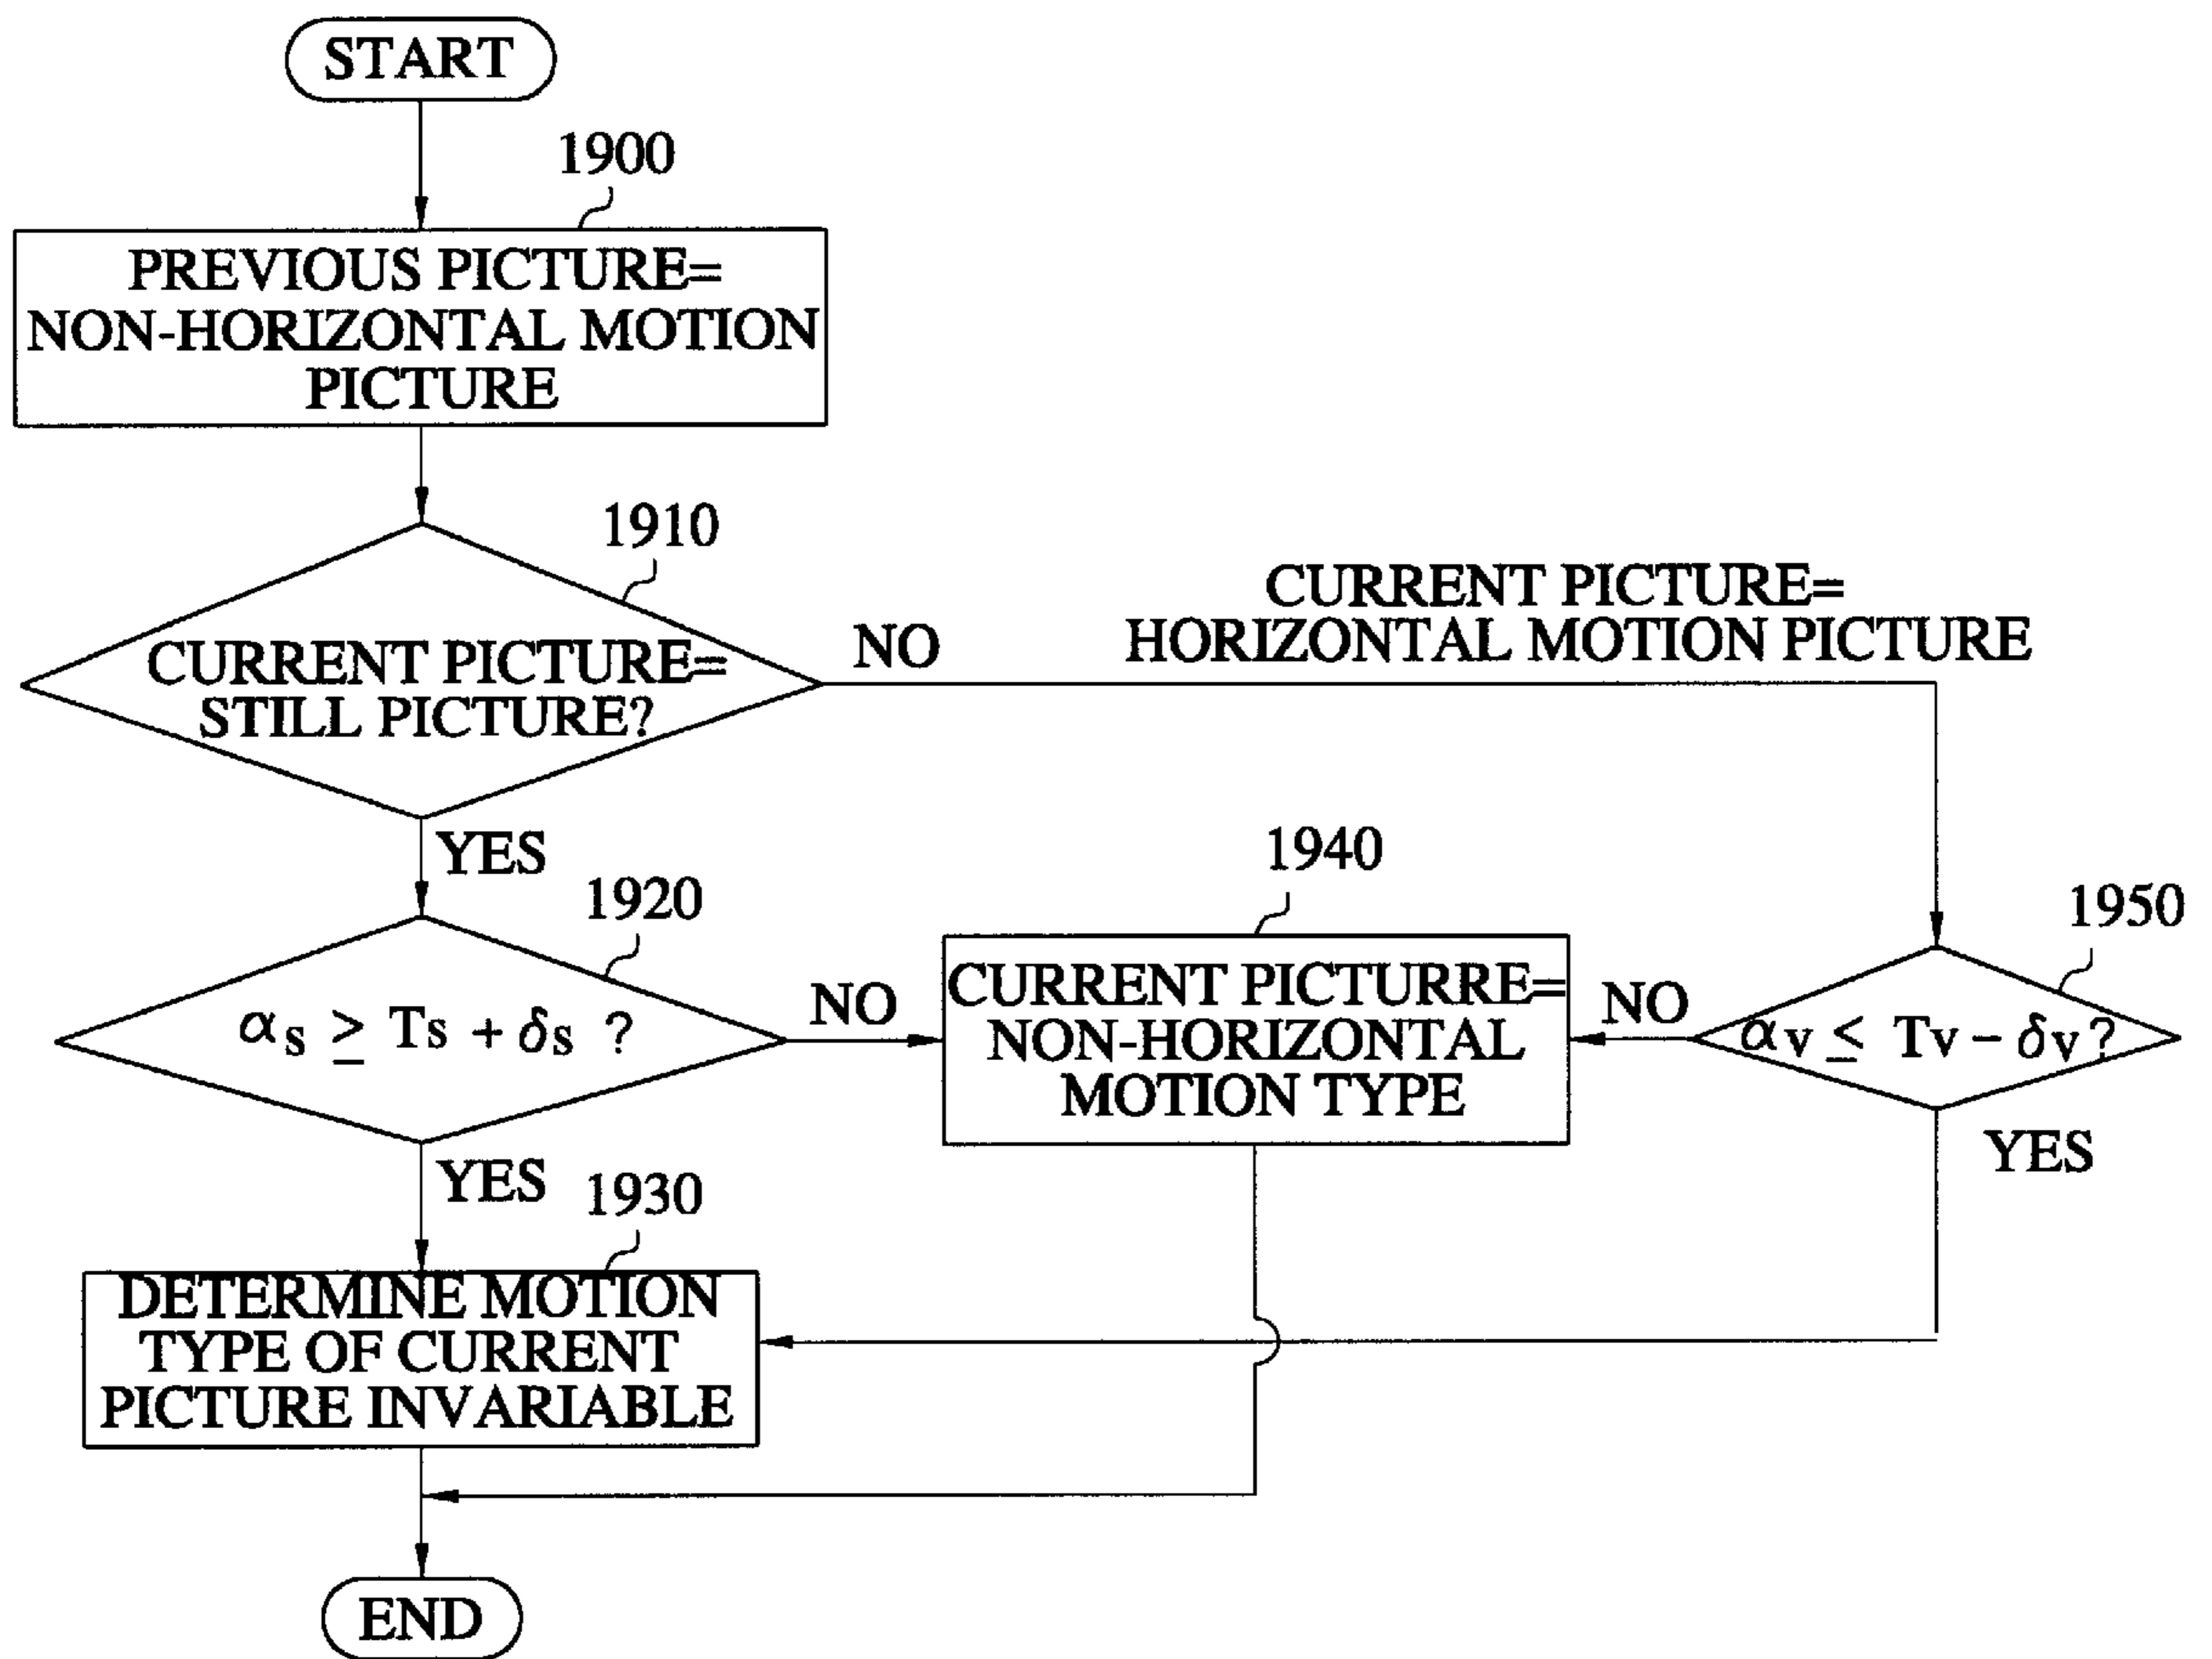 START
1900
PREVIOUS PICTURE=
NON-HORIZONTAL MOTION
PICTURE
1910
CURRENT PICTURE=
STILL PICTURE?
NO
CURRENT PICTURE=
HORIZONTAL MOTION PICTURE
YES
1920
αs ≥ Ts + δs ?
NO
1940
CURRENT PICTURRE=
NON-HORIZONTAL
MOTION TYPE
NO
1950
αv ≤ Tv − δv?
YES
YES
1930
DETERMINE MOTION
TYPE OF CURRENT
PICTURE INVARIABLE
END